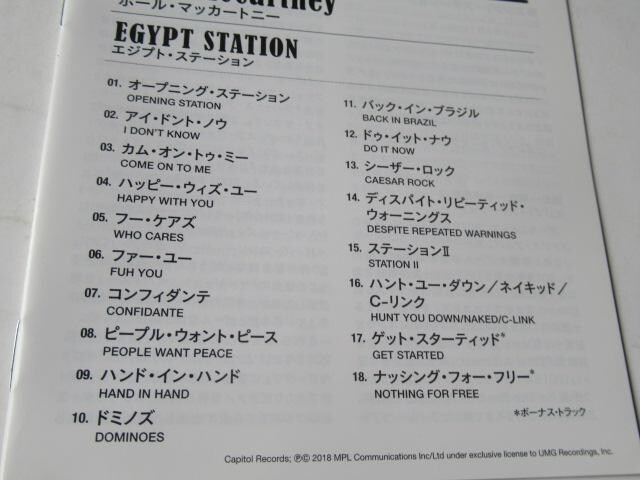 ポール・マッカートニー
EGYPT STATION
エジプト・ステーション
01. オープニング・ステーション
OPENING STATION
02. アイ・ドント・ノウ
I DON'T KNOW
03. カム・オン・トゥ・ミー
COME ON TO ME
04. ハッピー・ウィズ・ユー
HAPPY WITH YOU
05. フー・ケアズ
WHO CARES
06. ファー・ユー
FUH YOU
07. コンフィダンテ
CONFIDANTE
08. ピープル・ウォント・ピース
PEOPLE WANT PEACE
09. ハンド・イン・ハンド
HAND IN HAND
10. ドミノズ
DOMINOES
11. バック・イン・ブラジル
BACK IN BRAZIL
12. ドゥ・イット・ナウ
DO IT NOW
13. シーザー・ロック
CAESAR ROCK
14. ディスパイト・リピーティッド・
ウォーニングス
DESPITE REPEATED WARNINGS
15. ステーションII
STATION II
16. ハント・ユー・ダウン/ネイキッド/
C-リンク
HUNT YOU DOWN/NAKED/C-LINK
17. ゲット・スターティッド*
GET STARTED
18. ナッシング・フォー・フリー*
NOTHING FOR FREE
*ボーナス・トラック
Capitol Records; ℗© 2018 MPL Communications Inc/Ltd under exclusive license to UMG Recordings, Inc.